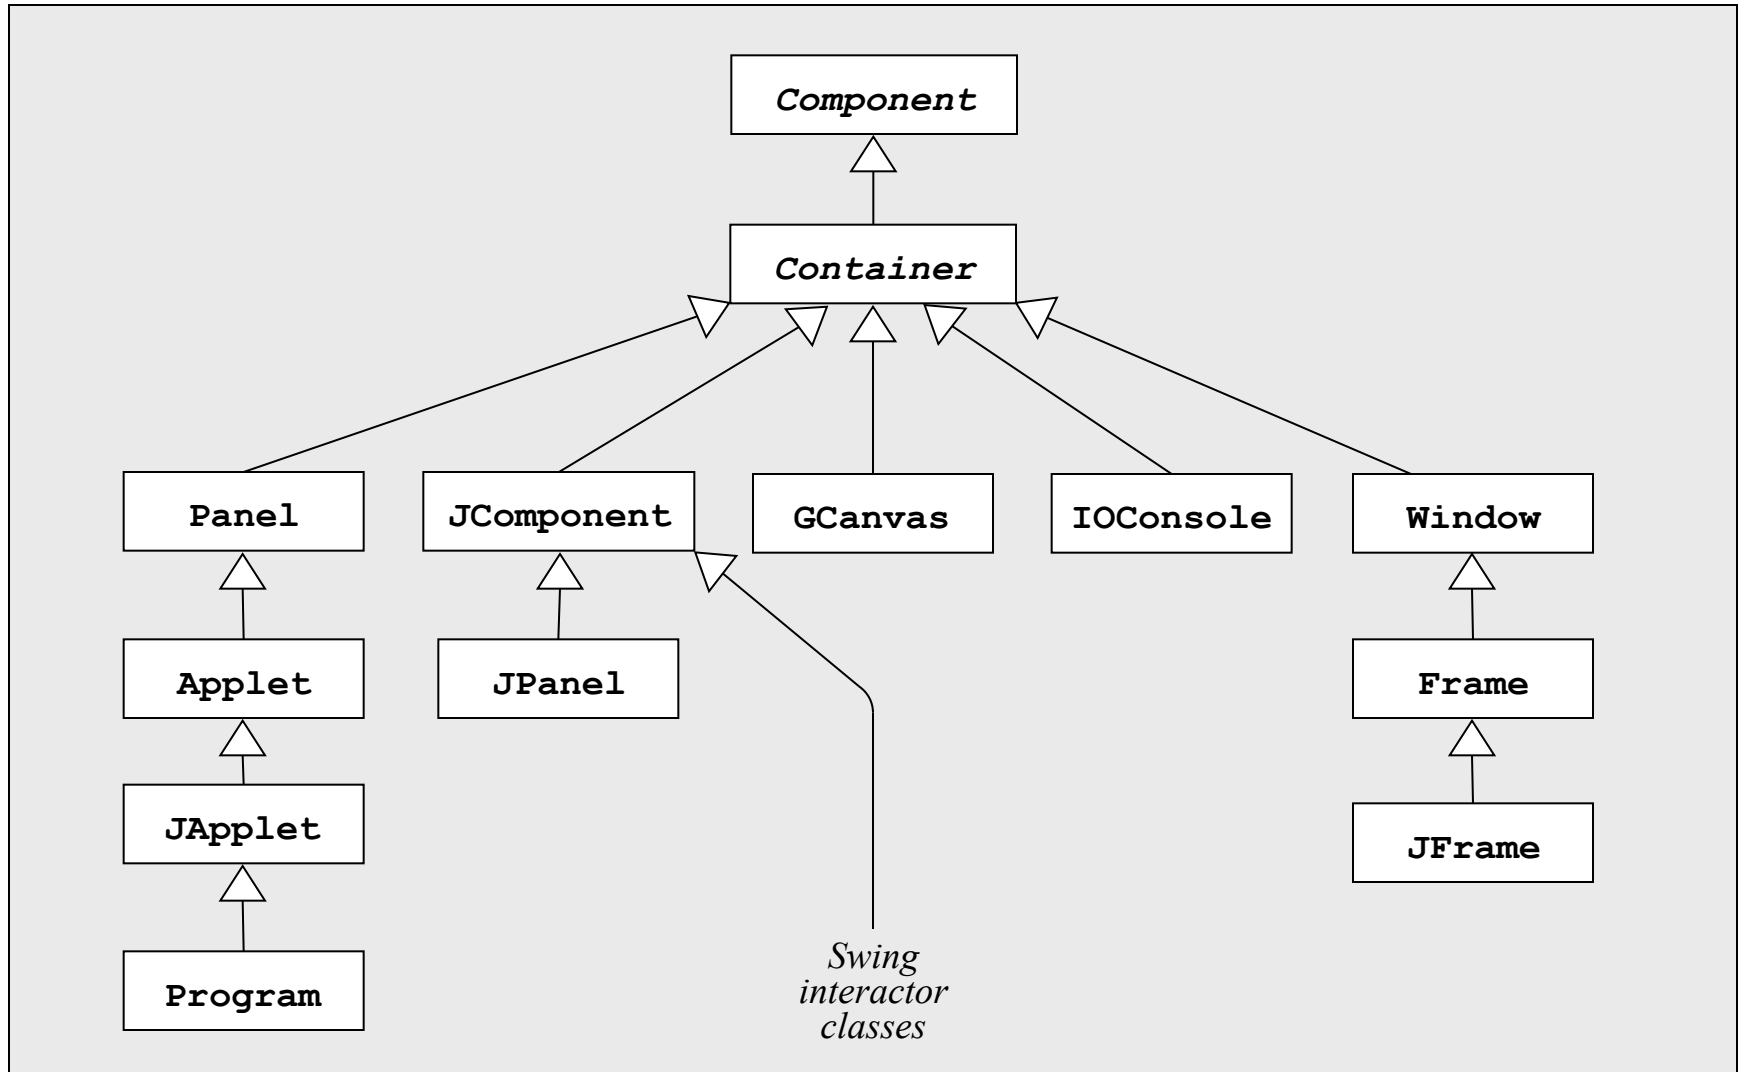 Component
Container
Panel
JComponent
GCanvas
IOConsole
Window
Applet
JPanel
Frame
JApplet
JFrame
Program
Swing
interactor
classes